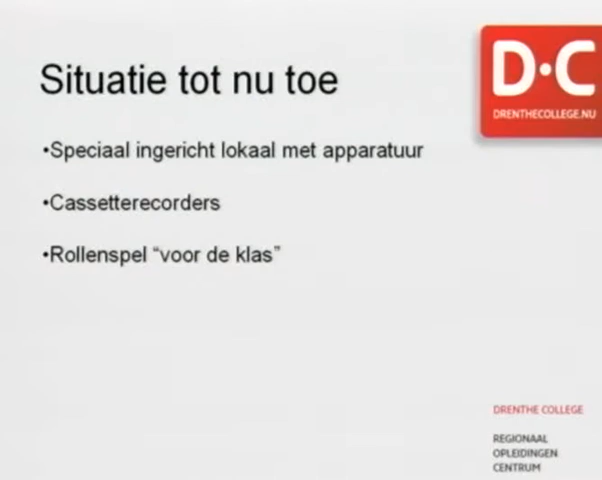 Situatie tot nu toe
D·C
DRENTHECOLLEGE.NU
•Speciaal ingericht lokaal met apparatuur
•Cassetterecorders
•Rollenspel “voor de klas”
DRENTHE COLLEGE
REGIONAAL
OPLEIDINGEN
CENTRUM